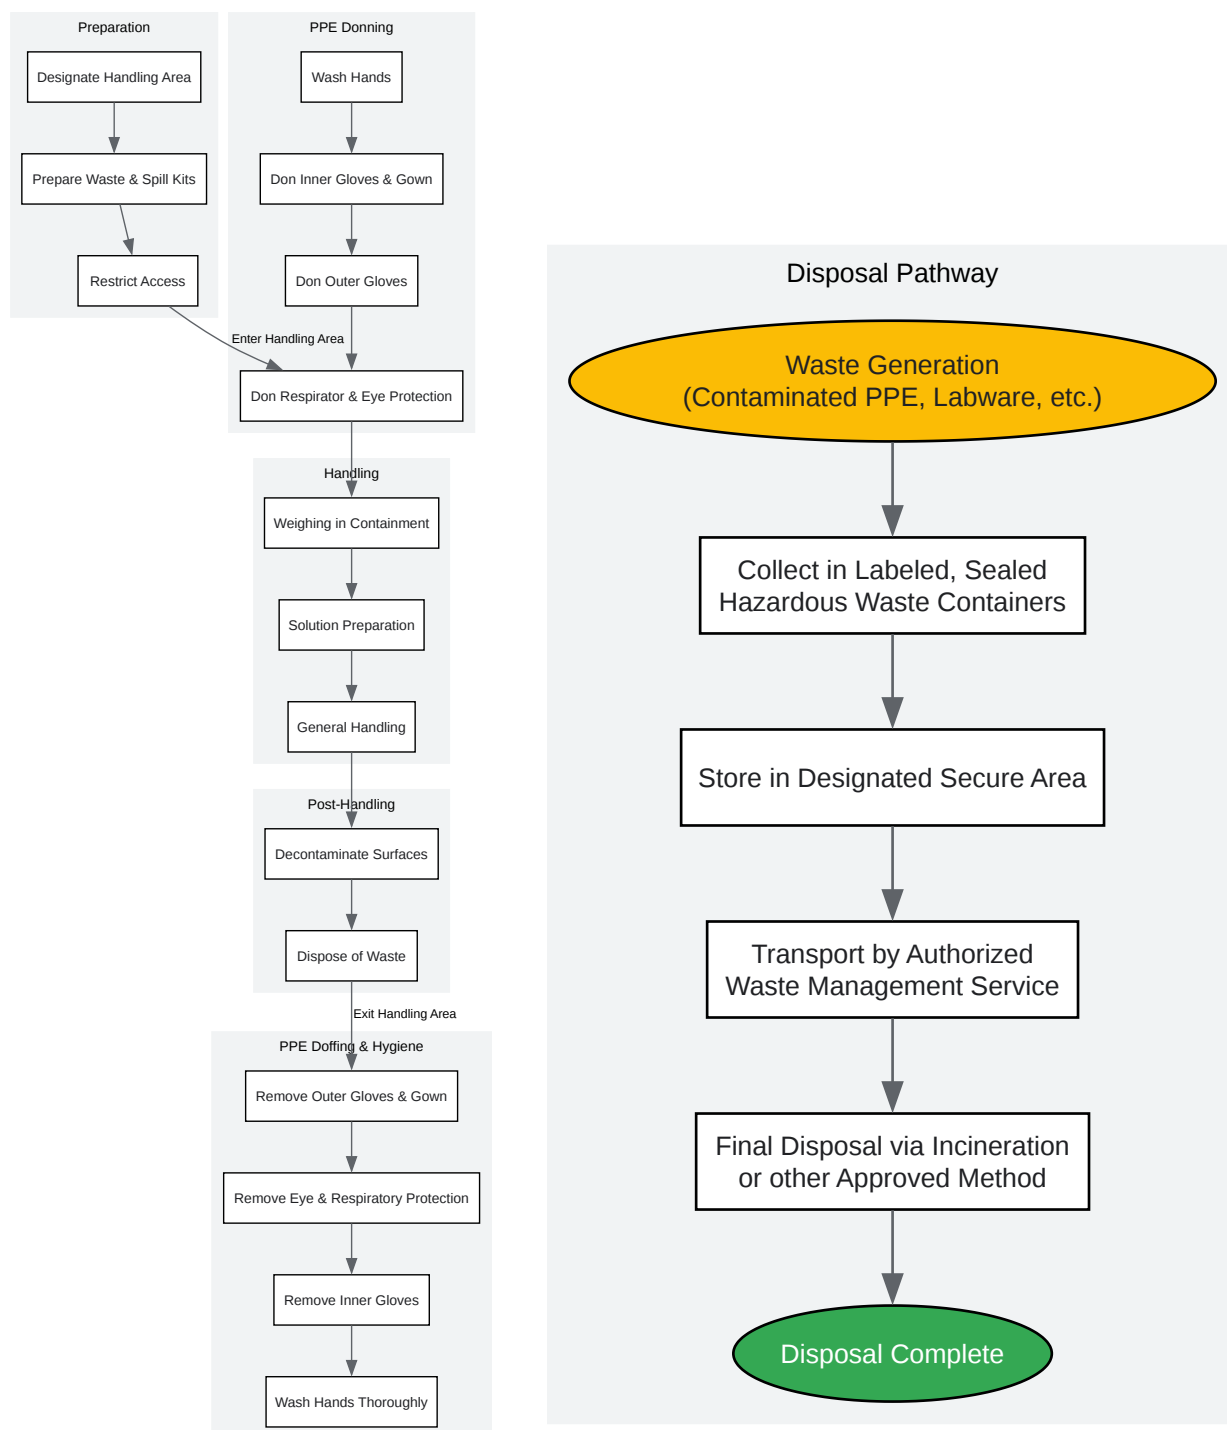 Preparation
Designate Handling Area
Prepare Waste & Spill Kits
Restrict Access
PPE Donning
Wash Hands
Don Inner Gloves & Gown
Don Outer Gloves
Enter Handling Area
Don Respirator & Eye Protection
Handling
Weighing in Containment
Solution Preparation
General Handling
Post-Handling
Decontaminate Surfaces
Dispose of Waste
Exit Handling Area
PPE Doffing & Hygiene
Remove Outer Gloves & Gown
Remove Eye & Respiratory Protection
Remove Inner Gloves
Wash Hands Thoroughly
Disposal Pathway
Waste Generation
(Contaminated PPE, Labware, etc.)
Collect in Labeled, Sealed
Hazardous Waste Containers
Store in Designated Secure Area
Transport by Authorized
Waste Management Service
Final Disposal via Incineration
or other Approved Method
Disposal Complete